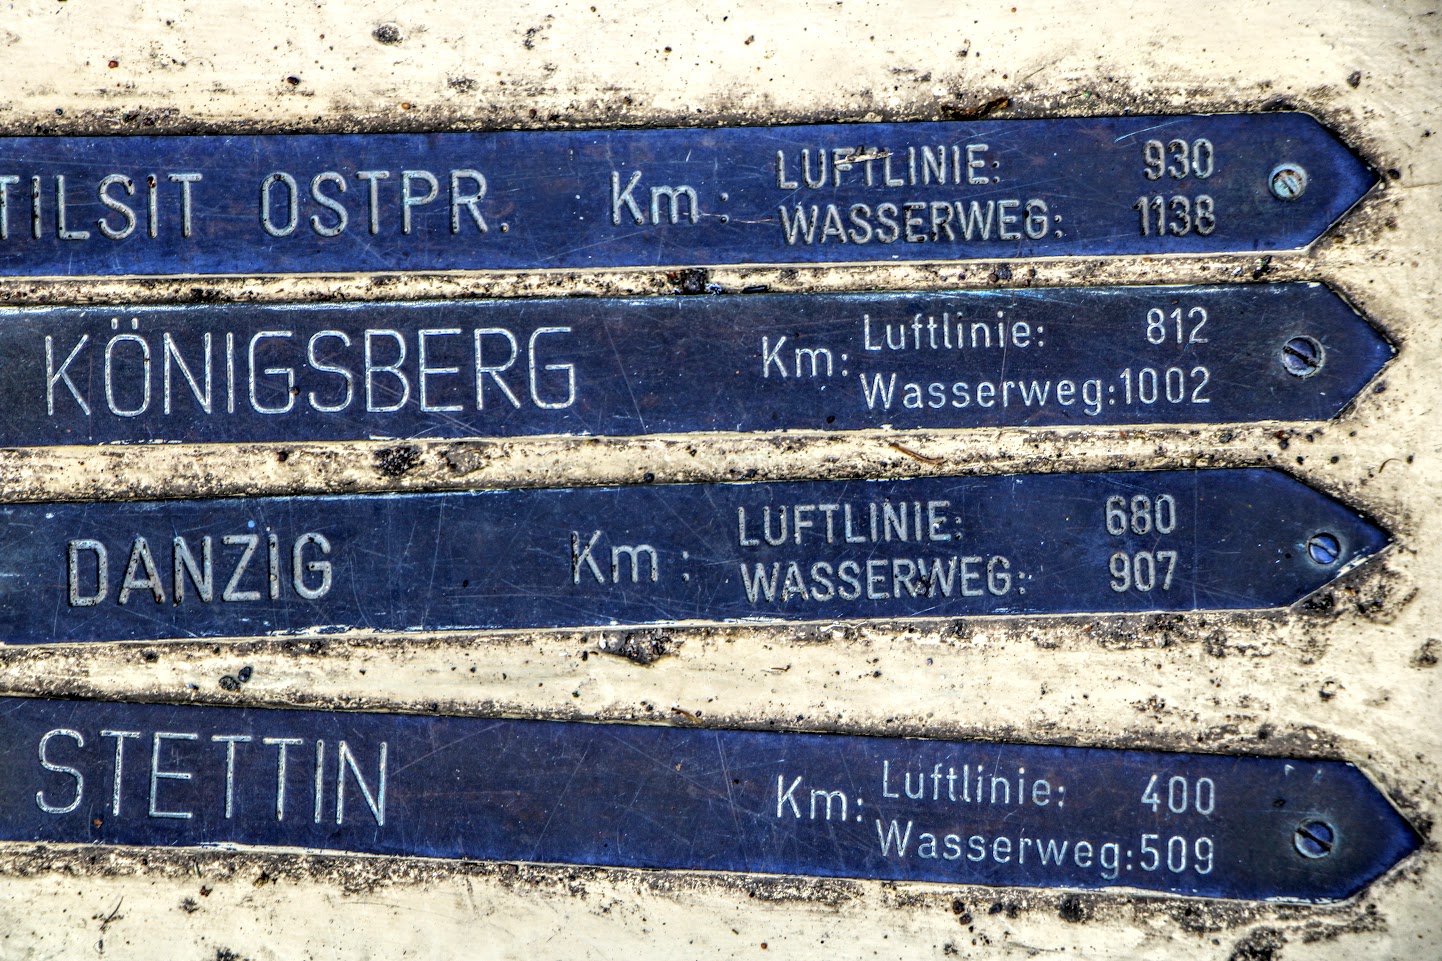 TILSIT OSTPR. Km: LUFTLINIE: 930
WASSERWEG: 1138
KÖNIGSBERG Km: Luftlinie: 812
Wasserweg: 1002
DANZIG Km: LUFTLINIE: 680
WASSERWEG: 907
STETTIN Km: Luftlinie: 400
Wasserweg: 509